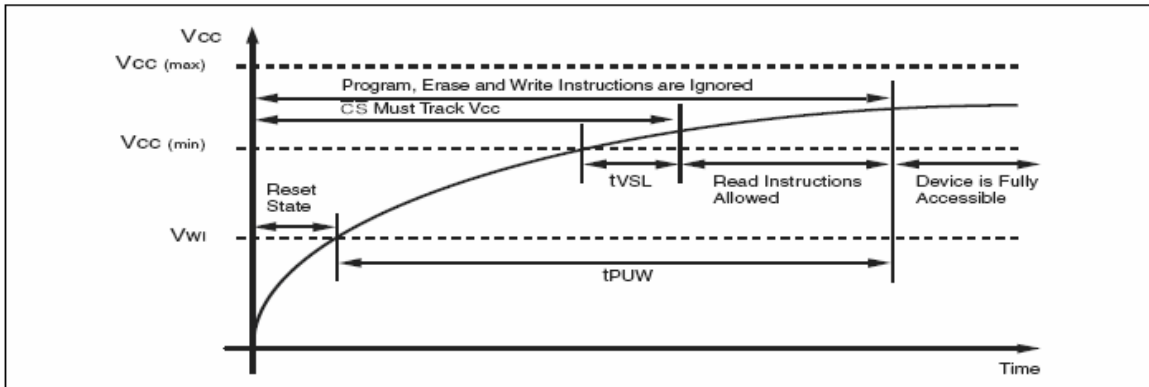 Vcc
Vcc (max)
Program, Erase and Write Instructions are Ignored
CS Must Track Vcc
Vcc (min)
tVSL
Read Instructions
Allowed
Device is Fully
Accessible
Reset
State
VWI
tPUW
Time